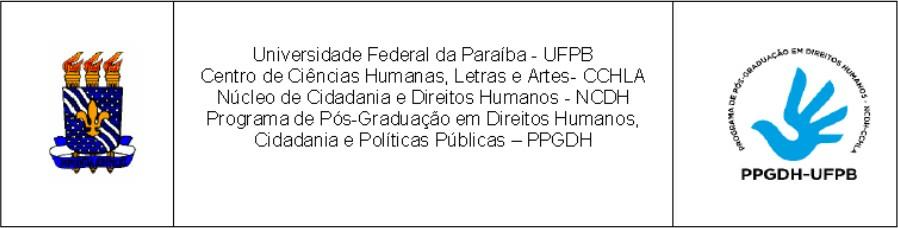 Universidade Federal da Paraíba - UFPB
Centro de Ciências Humanas, Letras e Artes- CCHLA
Núcleo de Cidadania e Direitos Humanos - NCDH
Programa de Pós-Graduação em Direitos Humanos,
Cidadania e Políticas Públicas – PPGDH
PROGRAMA DE PÓS-GRADUAÇÃO EM DIREITOS HUMANOS - NCDH-CCHLA
PPGDH-UFPB